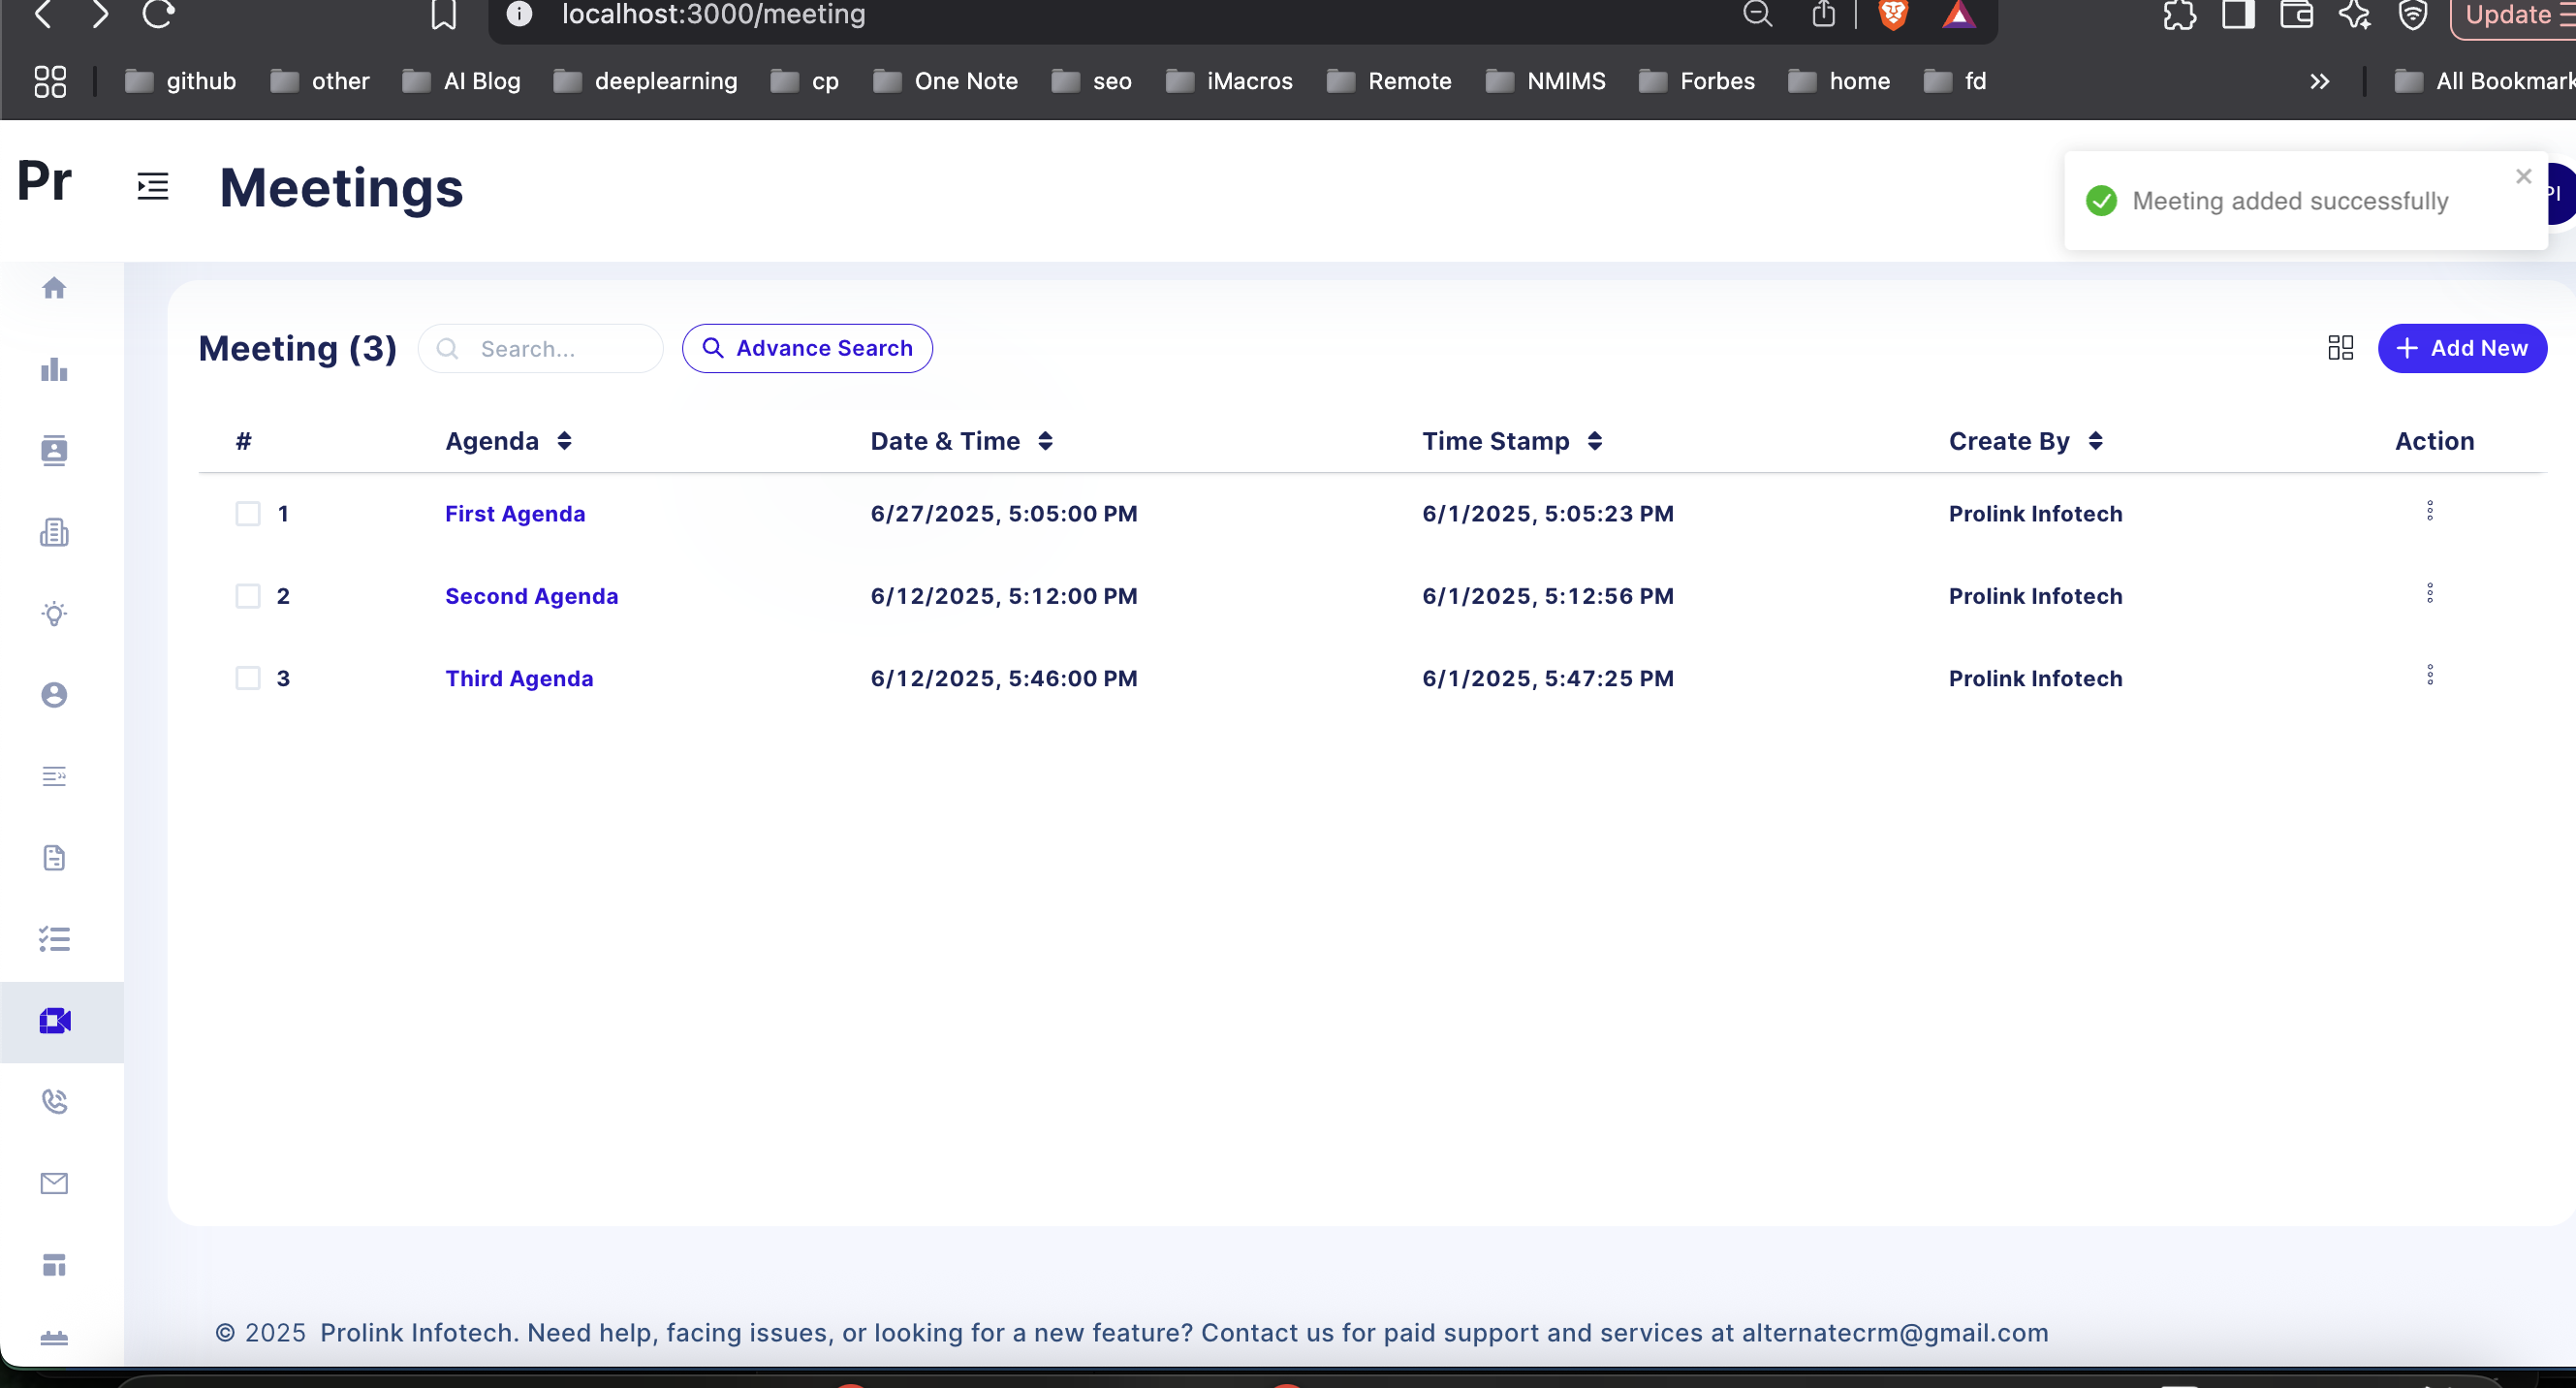 localhost:3000/meeting
Update
github other AI Blog deeplearning cp One Note seo iMacros Remote NMIMS Forbes home fd All Bookmark
Pr
Meetings
Meeting added successfully
PI
Meeting (3)
Search...
Advance Search
Add New
# Agenda Date & Time Time Stamp Create By Action
1 First Agenda 6/27/2025, 5:05:00 PM 6/1/2025, 5:05:23 PM Prolink Infotech
2 Second Agenda 6/12/2025, 5:12:00 PM 6/1/2025, 5:12:56 PM Prolink Infotech
3 Third Agenda 6/12/2025, 5:46:00 PM 6/1/2025, 5:47:25 PM Prolink Infotech
© 2025 Prolink Infotech. Need help, facing issues, or looking for a new feature? Contact us for paid support and services at alternatecrm@gmail.com